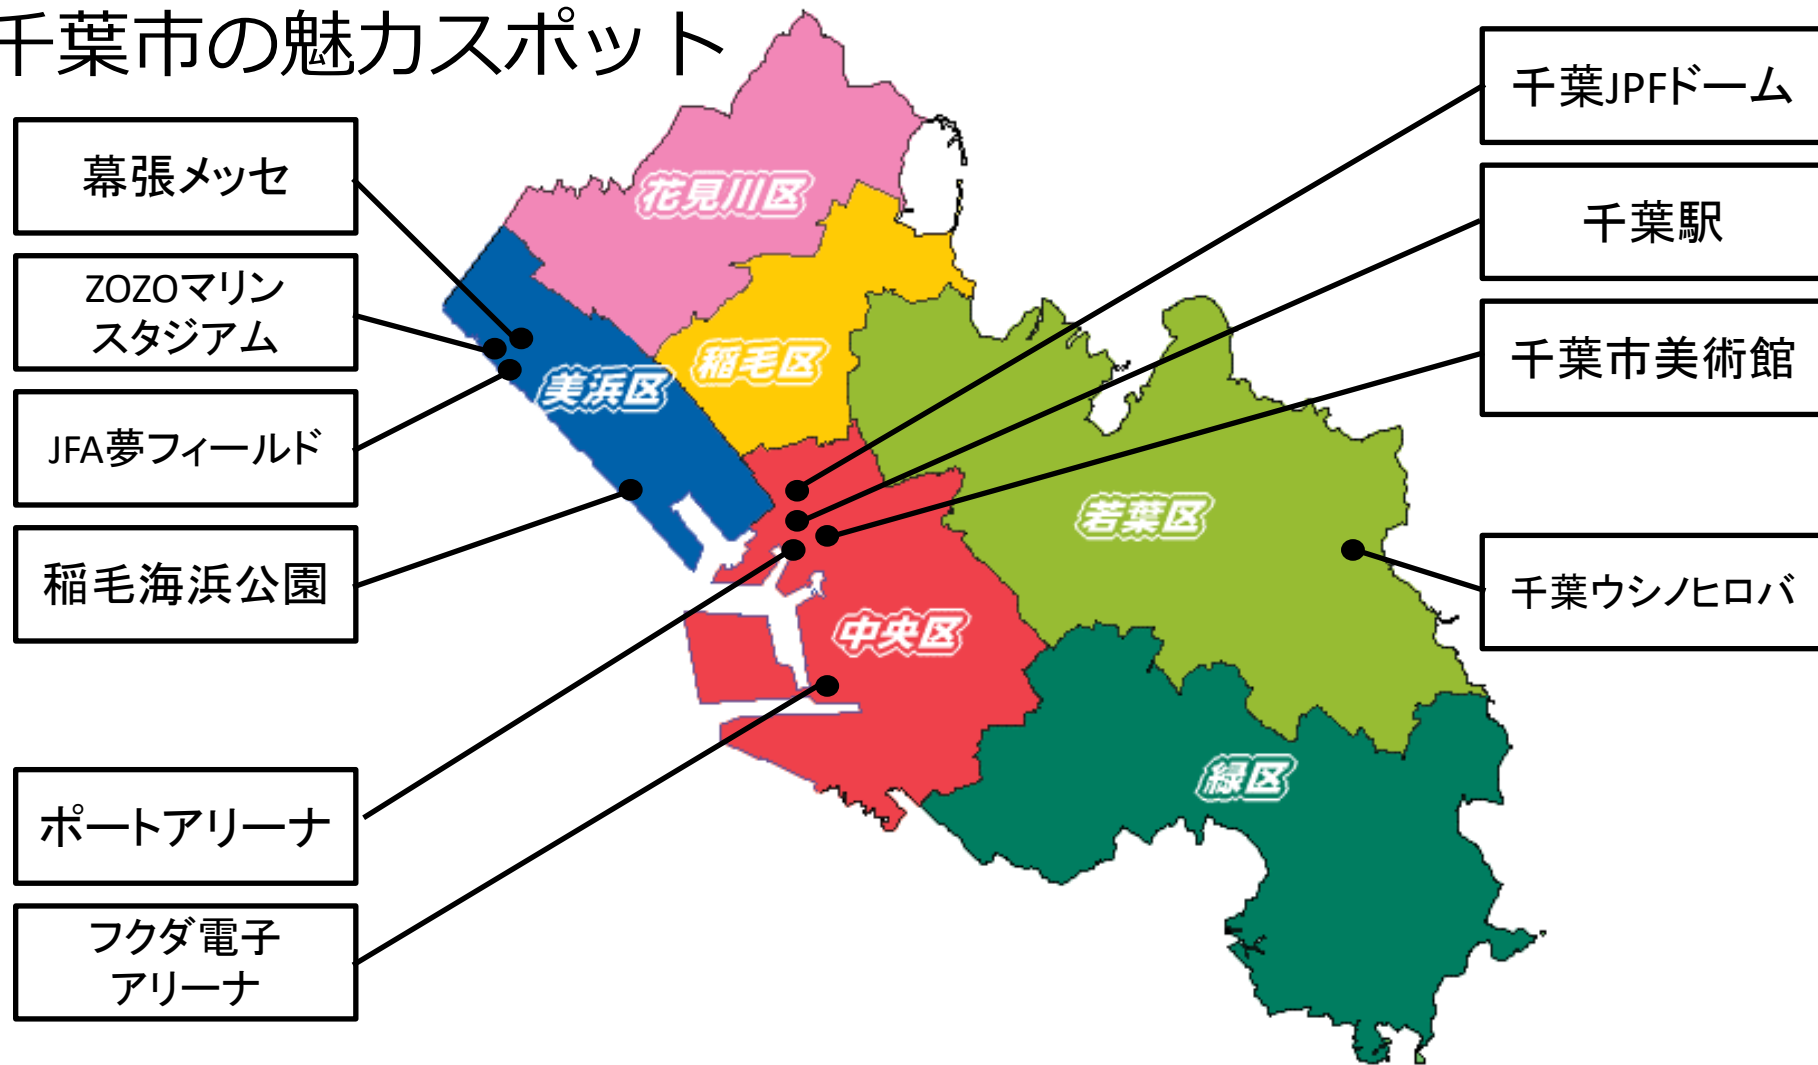 千葉市の魅力スポット
幕張メッセ
ZOZOマリン
スタジアム
JFA夢フィールド
稲毛海浜公園
ポートアリーナ
フクダ電子
アリーナ
花見川区
稲毛区
美浜区
若葉区
中央区
緑区
千葉JPFドーム
千葉駅
千葉市美術館
千葉ウシノヒロバ